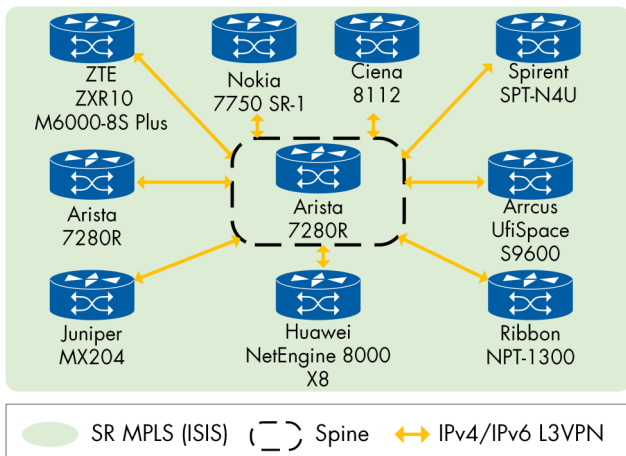 ZTE
ZXR10
M6000-8S Plus
Nokia
7750 SR-1
Ciena
8112
Spirent
SPT-N4U
Arista
7280R
Arista
7280R
Arrcus
UfiSpace
S9600
Juniper
MX204
Huawei
NetEngine 8000
X8
Ribbon
NPT-1300
SR MPLS (ISIS)
Spine
IPv4/IPv6 L3VPN